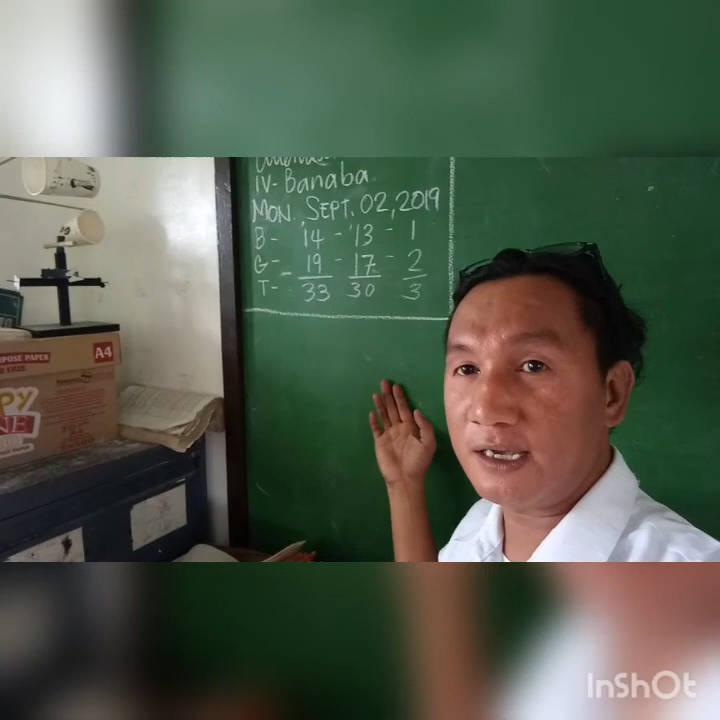 IV- Banaba
MON. SEPT. 02, 2019
B- 14 - 13 - 1
G- 19 - 17 - 2
T- 33 30 3
A4
InShOt